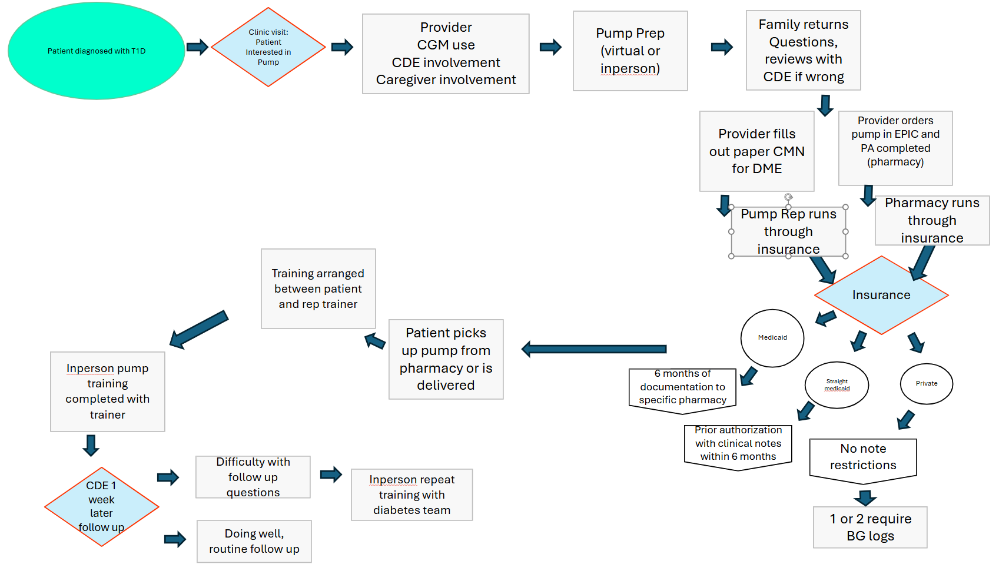 Patient diagnosed with T1D
Clinic visit:
Patient
Interested in
Pump
Provider
CGM use
CDE involvement
Caregiver involvement
Pump Prep
(virtual or
inperson)
Family returns
Questions,
reviews with
CDE if wrong
Provider fills
out paper CMN
for DME
Provider orders
pump in EPIC and
PA completed
(pharmacy)
Pump Rep runs
through
insurance
Pharmacy runs
through
insurance
Insurance
Medicaid
Straight
medicaid
Private
6 months of
documentation to
specific pharmacy
Prior authorization
with clinical notes
within 6 months
No note
restrictions
1 or 2 require
BG logs
Patient picks
up pump from
pharmacy or is
delivered
Training arranged
between patient
and rep trainer
Inperson pump
training
completed with
trainer
CDE 1
week
later
follow up
Difficulty with
follow up
questions
Inperson repeat
training with
diabetes team
Doing well,
routine follow up